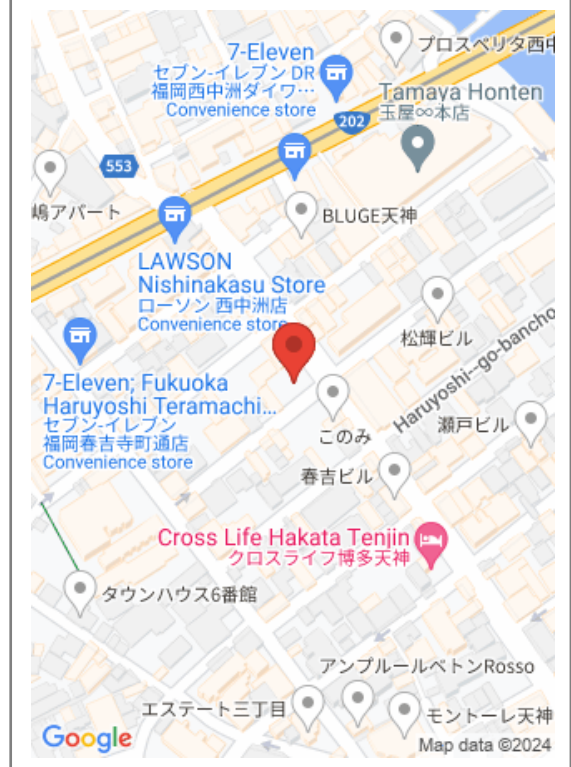 7-Eleven
セブン-イレブン DR
福岡西中洲ダイワ…
Convenience store
プロスペリタ西中
Tamaya Honten
玉屋∞本店
202
553
嶋アパート
BLUGE天神
LAWSON
Nishinakasu Store
ローソン 西中洲店
Convenience store
松輝ビル
Haruyoshi--go-bancho
7-Eleven; Fukuoka
Haruyoshi Teramachi...
セブン-イレブン
福岡春吉寺町通店
Convenience store
このみ
瀬戸ビル
春吉ビル
Cross Life Hakata Tenjin
クロスライフ博多天神
タウンハウス6番館
アンプルールベトンRosso
エステート三丁目
モントーレ天神
Google
Map data ©2024